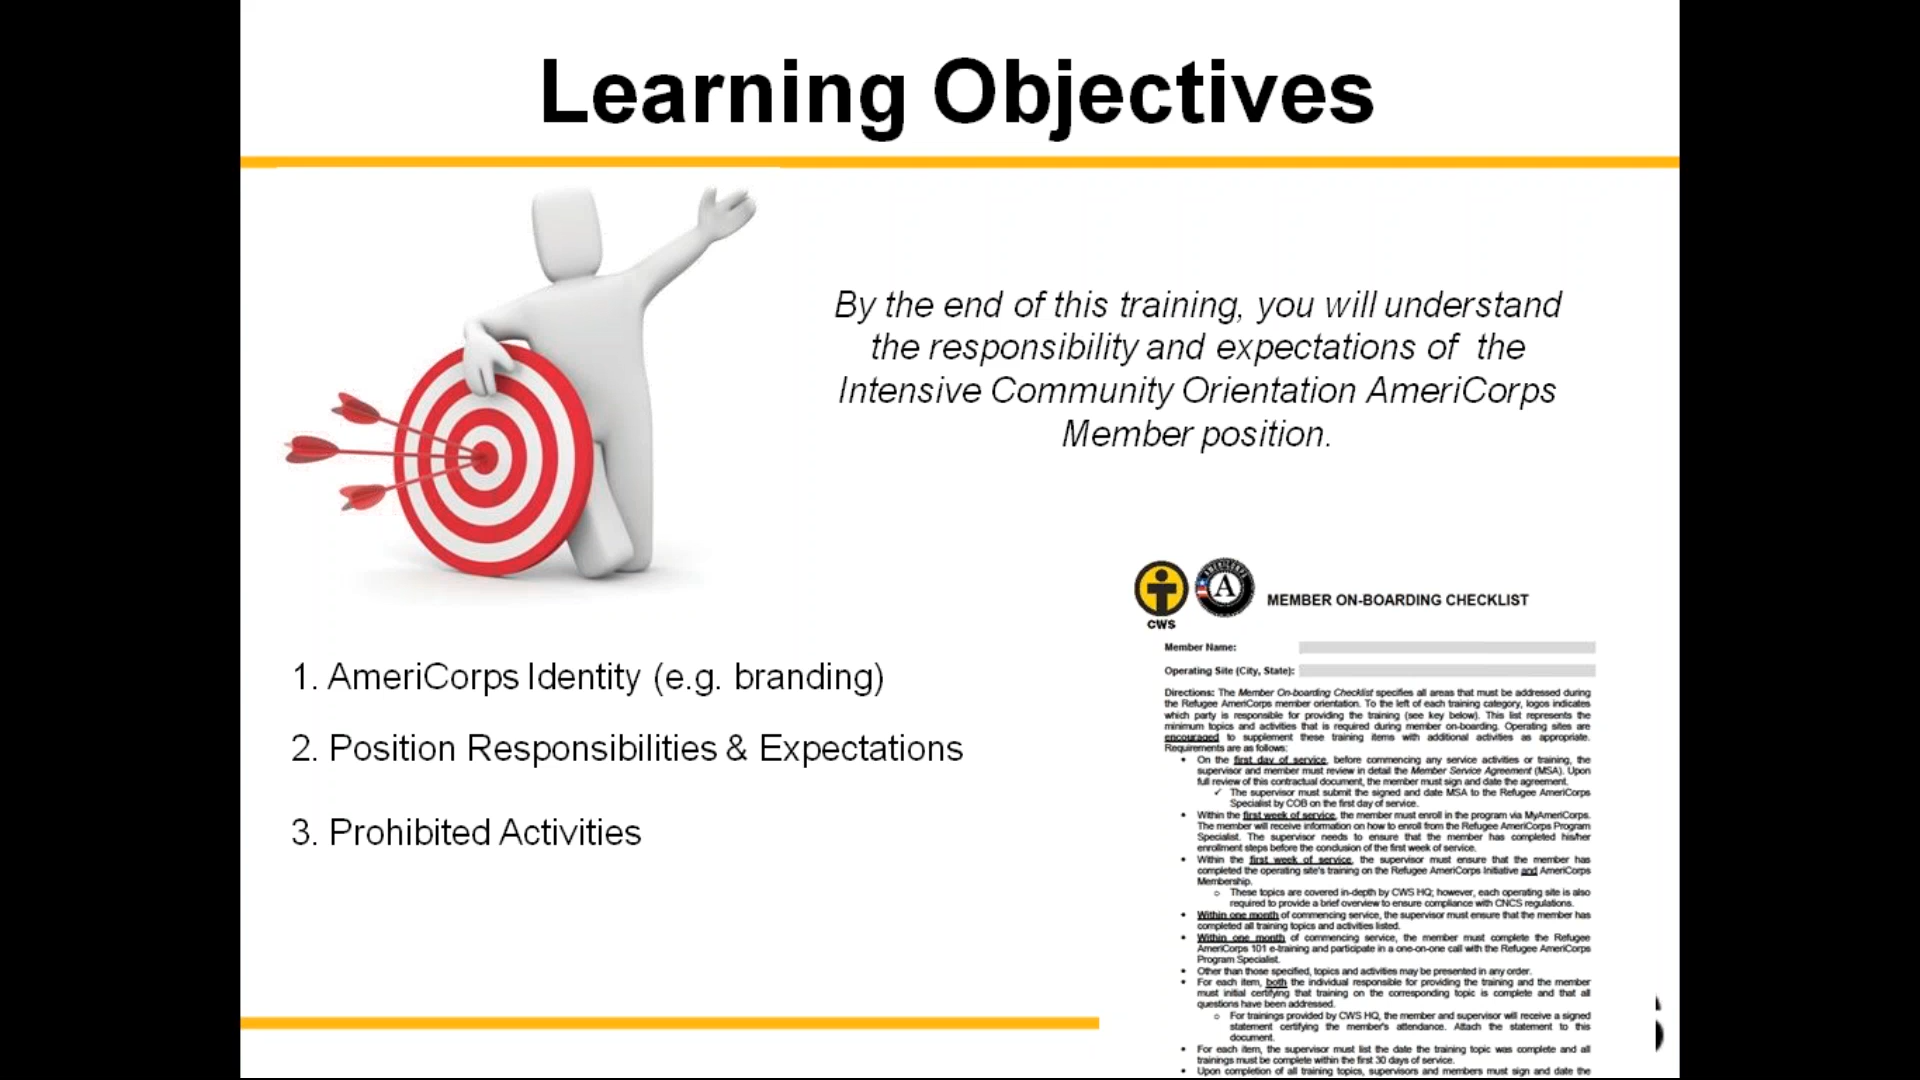 Learning Objectives
By the end of this training, you will understand
the responsibility and expectations of the
Intensive Community Orientation AmeriCorps
Member position.
1. AmeriCorps Identity (e.g. branding)
2. Position Responsibilities & Expectations
3. Prohibited Activities
AMERICORPS
A
CWS
MEMBER ON-BOARDING CHECKLIST
Member Name:
Operating Site (City, State):
Directions: The Member On-boarding Checklist specifies all areas that must be addressed during
the Refugee AmeriCorps member orientation. To the left of each training category, logos indicates
which party is responsible for providing the training (see key below). This list represents the
minimum topics and activities that is required during member on-boarding. Operating sites are
encouraged to supplement these training items with additional activities as appropriate.
Requirements are as follows:
• On the first day of service, before commencing any service activities or training, the
supervisor and member must review in detail the Member Service Agreement (MSA). Upon
full review of this contractual document, the member must sign and date the agreement.
✓ The supervisor must submit the signed and date MSA to the Refugee AmeriCorps
Specialist by COB on the first day of service.
• Within the first week of service, the member must enroll in the program via MyAmeriCorps.
The member will receive information on how to enroll from the Refugee AmeriCorps Program
Specialist. The supervisor needs to ensure that the member has completed his/her
enrollment steps before the conclusion of the first week of service.
• Within the first week of service, the supervisor must ensure that the member has
completed the operating site's training on the Refugee AmeriCorps Initiative and AmeriCorps
Membership.
o These topics are covered in-depth by CWS HQ; however, each operating site is also
required to provide a brief overview to ensure compliance with CNCS regulations.
• Within one month of commencing service, the supervisor must ensure that the member has
completed all training topics and activities listed.
• Within one month of commencing service, the member must complete the Refugee
AmeriCorps 101 e-training and participate in a one-on-one call with the Refugee AmeriCorps
Program Specialist.
• Other than those specified, topics and activities may be presented in any order.
• For each item, both the individual responsible for providing the training and the member
must initial certifying that training on the corresponding topic is complete and that all
questions have been addressed.
o For trainings provided by CWS HQ, the member and supervisor will receive a signed
statement certifying the member's attendance. Attach the statement to this
document.
• For each item, the supervisor must list the date the training topic was complete and all
trainings must be complete within the first 30 days of service.
• Upon completion of all training topics, supervisors and members must sign and date the